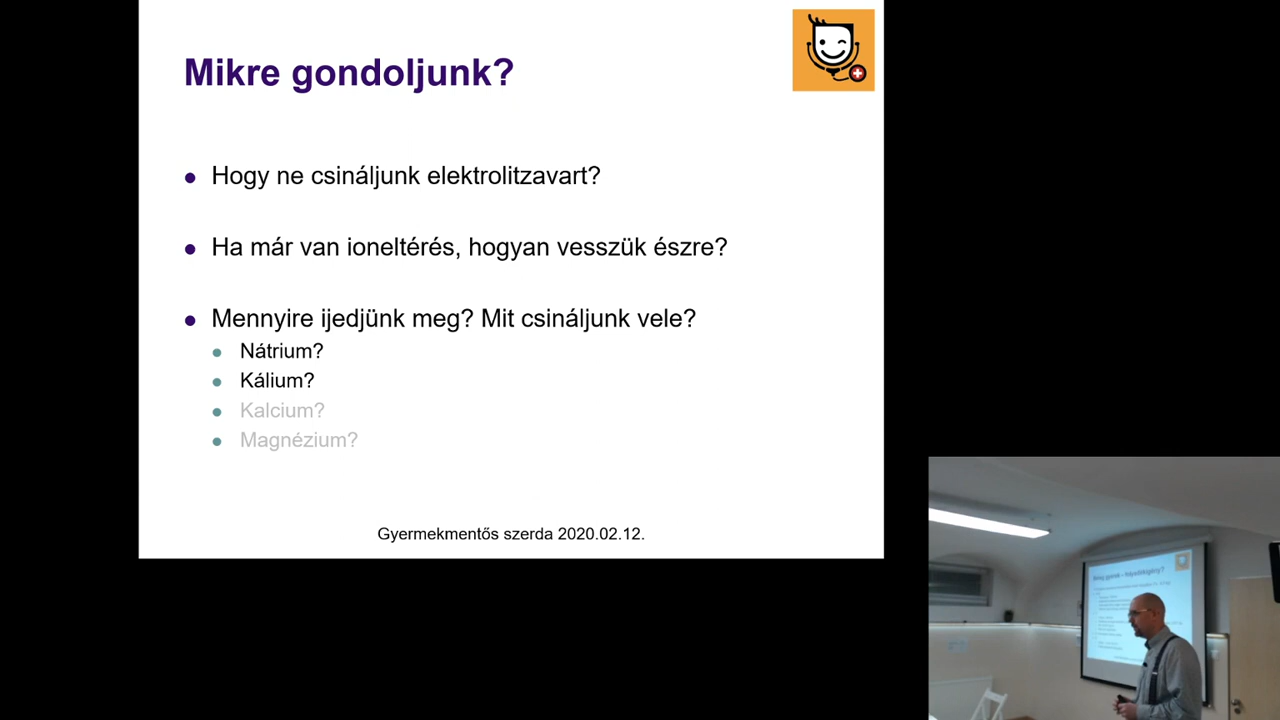 Mikre gondoljunk?
Hogy ne csináljunk elektrolitzavart?
Ha már van ioneltérés, hogyan vesszük észre?
Mennyire ijedjünk meg? Mit csináljunk vele?
Nátrium?
Kálium?
Kalcium?
Magnézium?
Gyermekmentős szerda 2020.02.12.